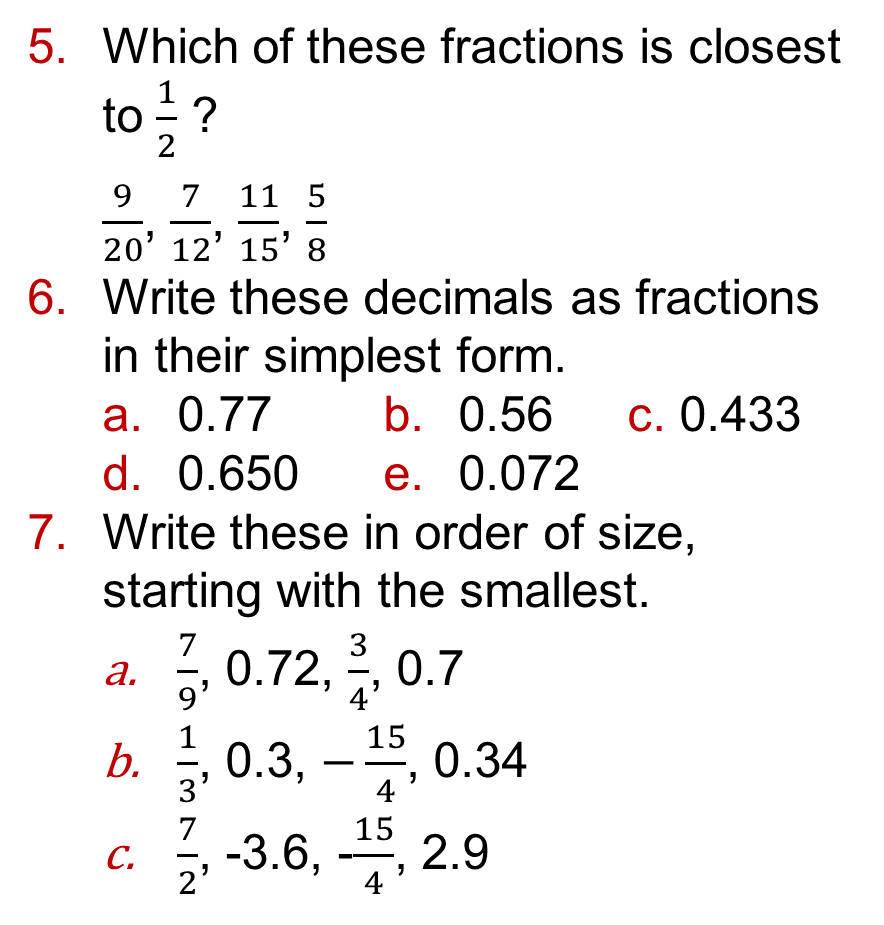 5. Which of these fractions is closest
to 1/2 ?
9/20, 7/12, 11/15, 5/8
6. Write these decimals as fractions
in their simplest form.
a. 0.77 b. 0.56 c. 0.433
d. 0.650 e. 0.072
7. Write these in order of size,
starting with the smallest.
a. 7/9, 0.72, 3/4, 0.7
b. 1/3, 0.3, −15/4, 0.34
c. 7/2, -3.6, -15/4, 2.9